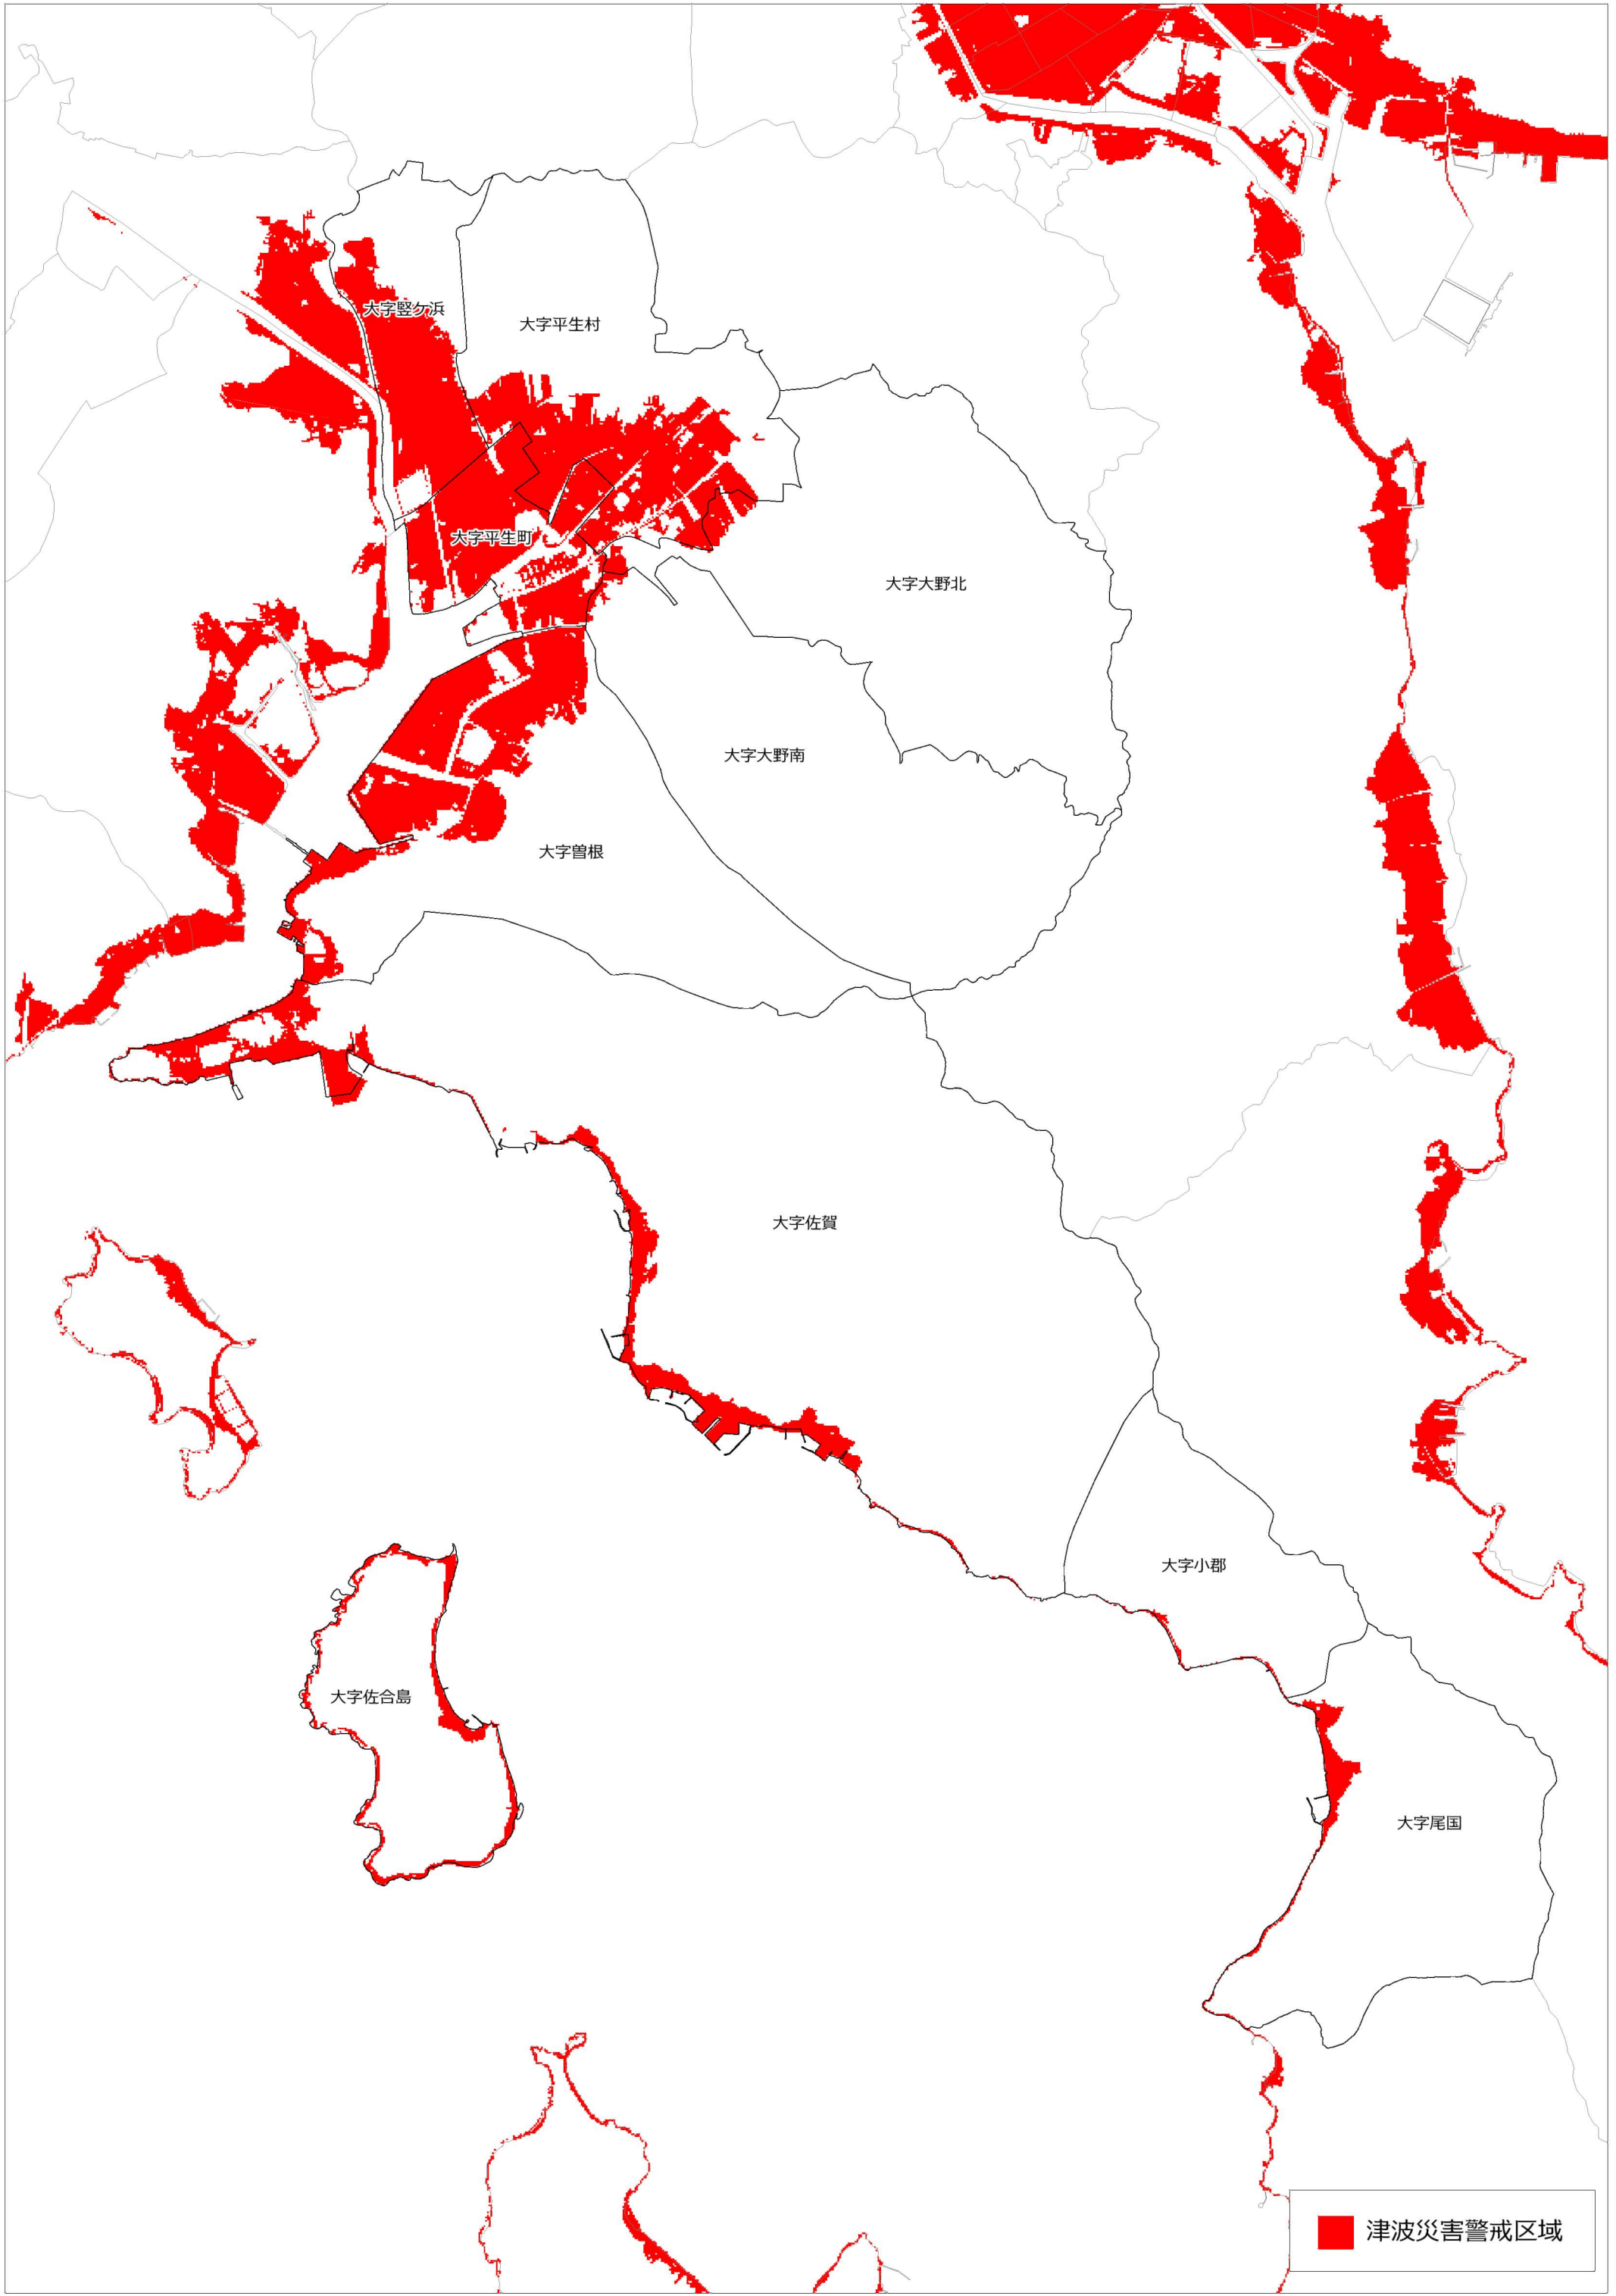 大字竪ケ浜
大字平生村
大字平生町
大字大野北
大字大野南
大字曽根
大字佐賀
大字小郡
大字佐合島
大字尾国
津波災害警戒区域